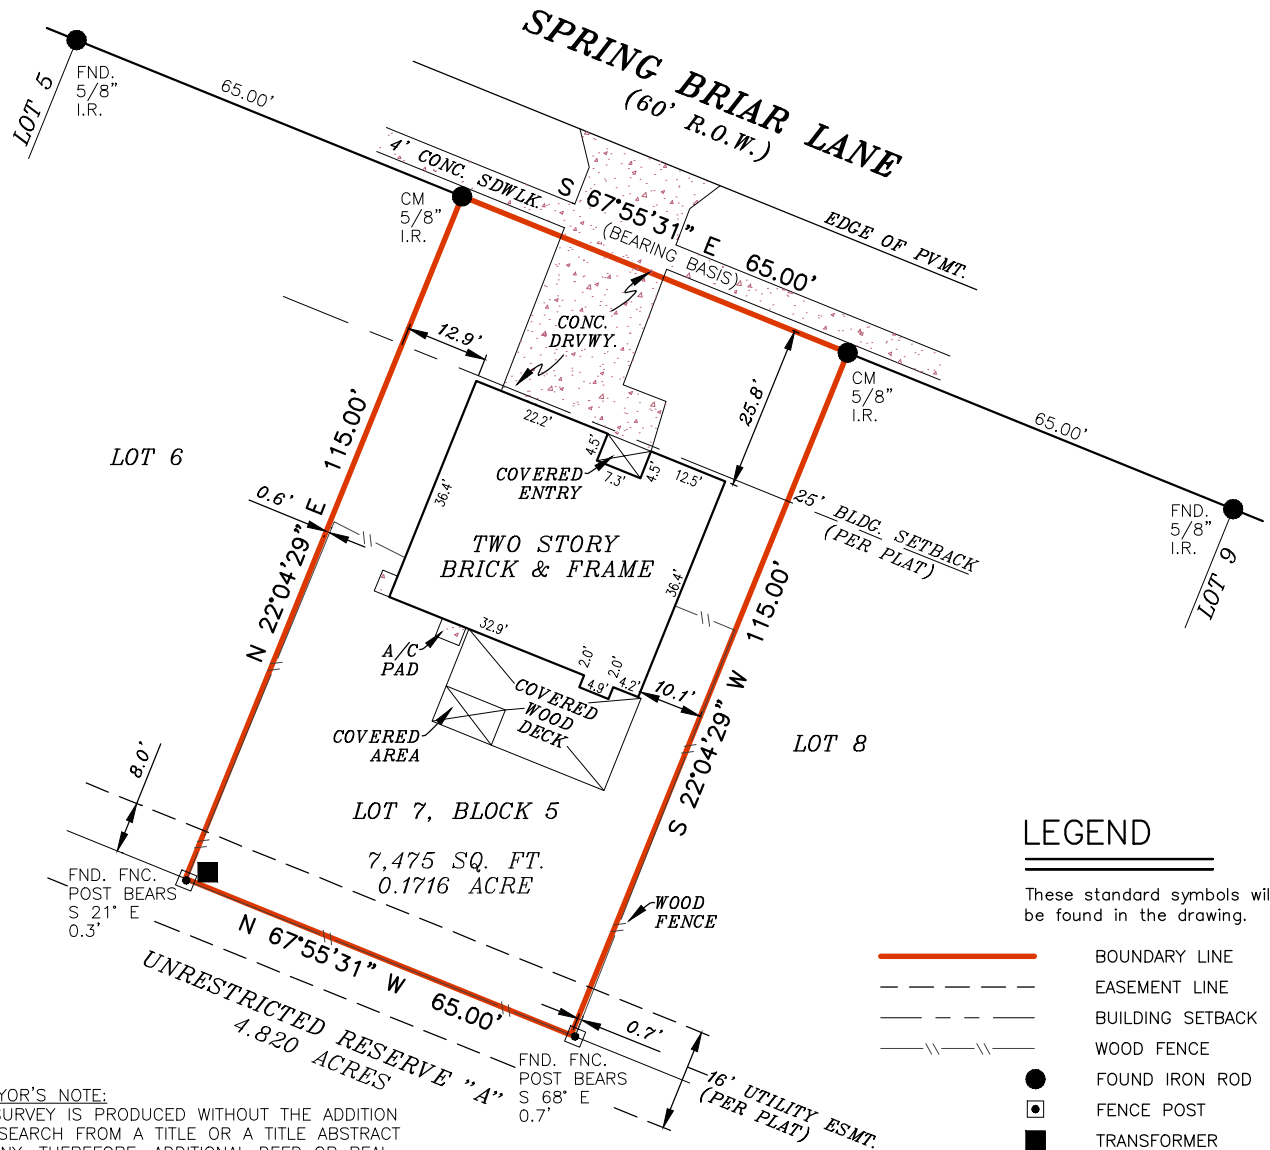 SPRING BRIAR LANE
(60' R.O.W.)
LOT 5
FND.
5/8"
I.R.
65.00'
4' CONC. SDWLK.
CM
5/8"
I.R.
S 67°55'31" E 65.00'
(BEARING BASIS)
EDGE OF PVMT.
CONC.
DRVWY.
12.9'
25.8'
CM
5/8"
I.R.
65.00'
FND.
5/8"
I.R.
LOT 9
LOT 6
N 22°04'29" E 115.00'
0.6'
22.2'
4.5'
7.3'
4.5'
12.5'
COVERED
ENTRY
36.4'
TWO STORY
BRICK & FRAME
36.4'
25' BLDG. SETBACK
(PER PLAT)
S 22°04'29" W 115.00'
32.9'
2.0'
4.9'
2.0'
4.2'
10.1'
A/C
PAD
COVERED
WOOD
DECK
COVERED
AREA
LOT 8
8.0'
LOT 7, BLOCK 5
7,475 SQ. FT.
0.1716 ACRE
WOOD
FENCE
FND. FNC.
POST BEARS
S 21° E
0.3'
N 67°55'31" W 65.00'
UNRESTRICTED RESERVE "A"
4.820 ACRES
0.7'
FND. FNC.
POST BEARS
S 68° E
0.7'
16' UTILITY ESMT.
(PER PLAT)
LEGEND
These standard symbols wil
be found in the drawing.
BOUNDARY LINE
EASEMENT LINE
BUILDING SETBACK
WOOD FENCE
FOUND IRON ROD
FENCE POST
TRANSFORMER
YOR'S NOTE:
SURVEY IS PRODUCED WITHOUT THE ADDITION
SEARCH FROM A TITLE OR A TITLE ABSTRACT